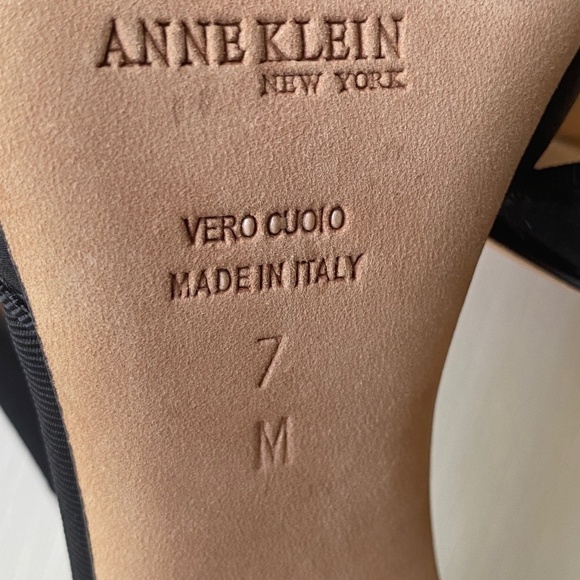 ANNE KLEIN
NEW YORK
VERO CUOIO
MADE IN ITALY
7
M